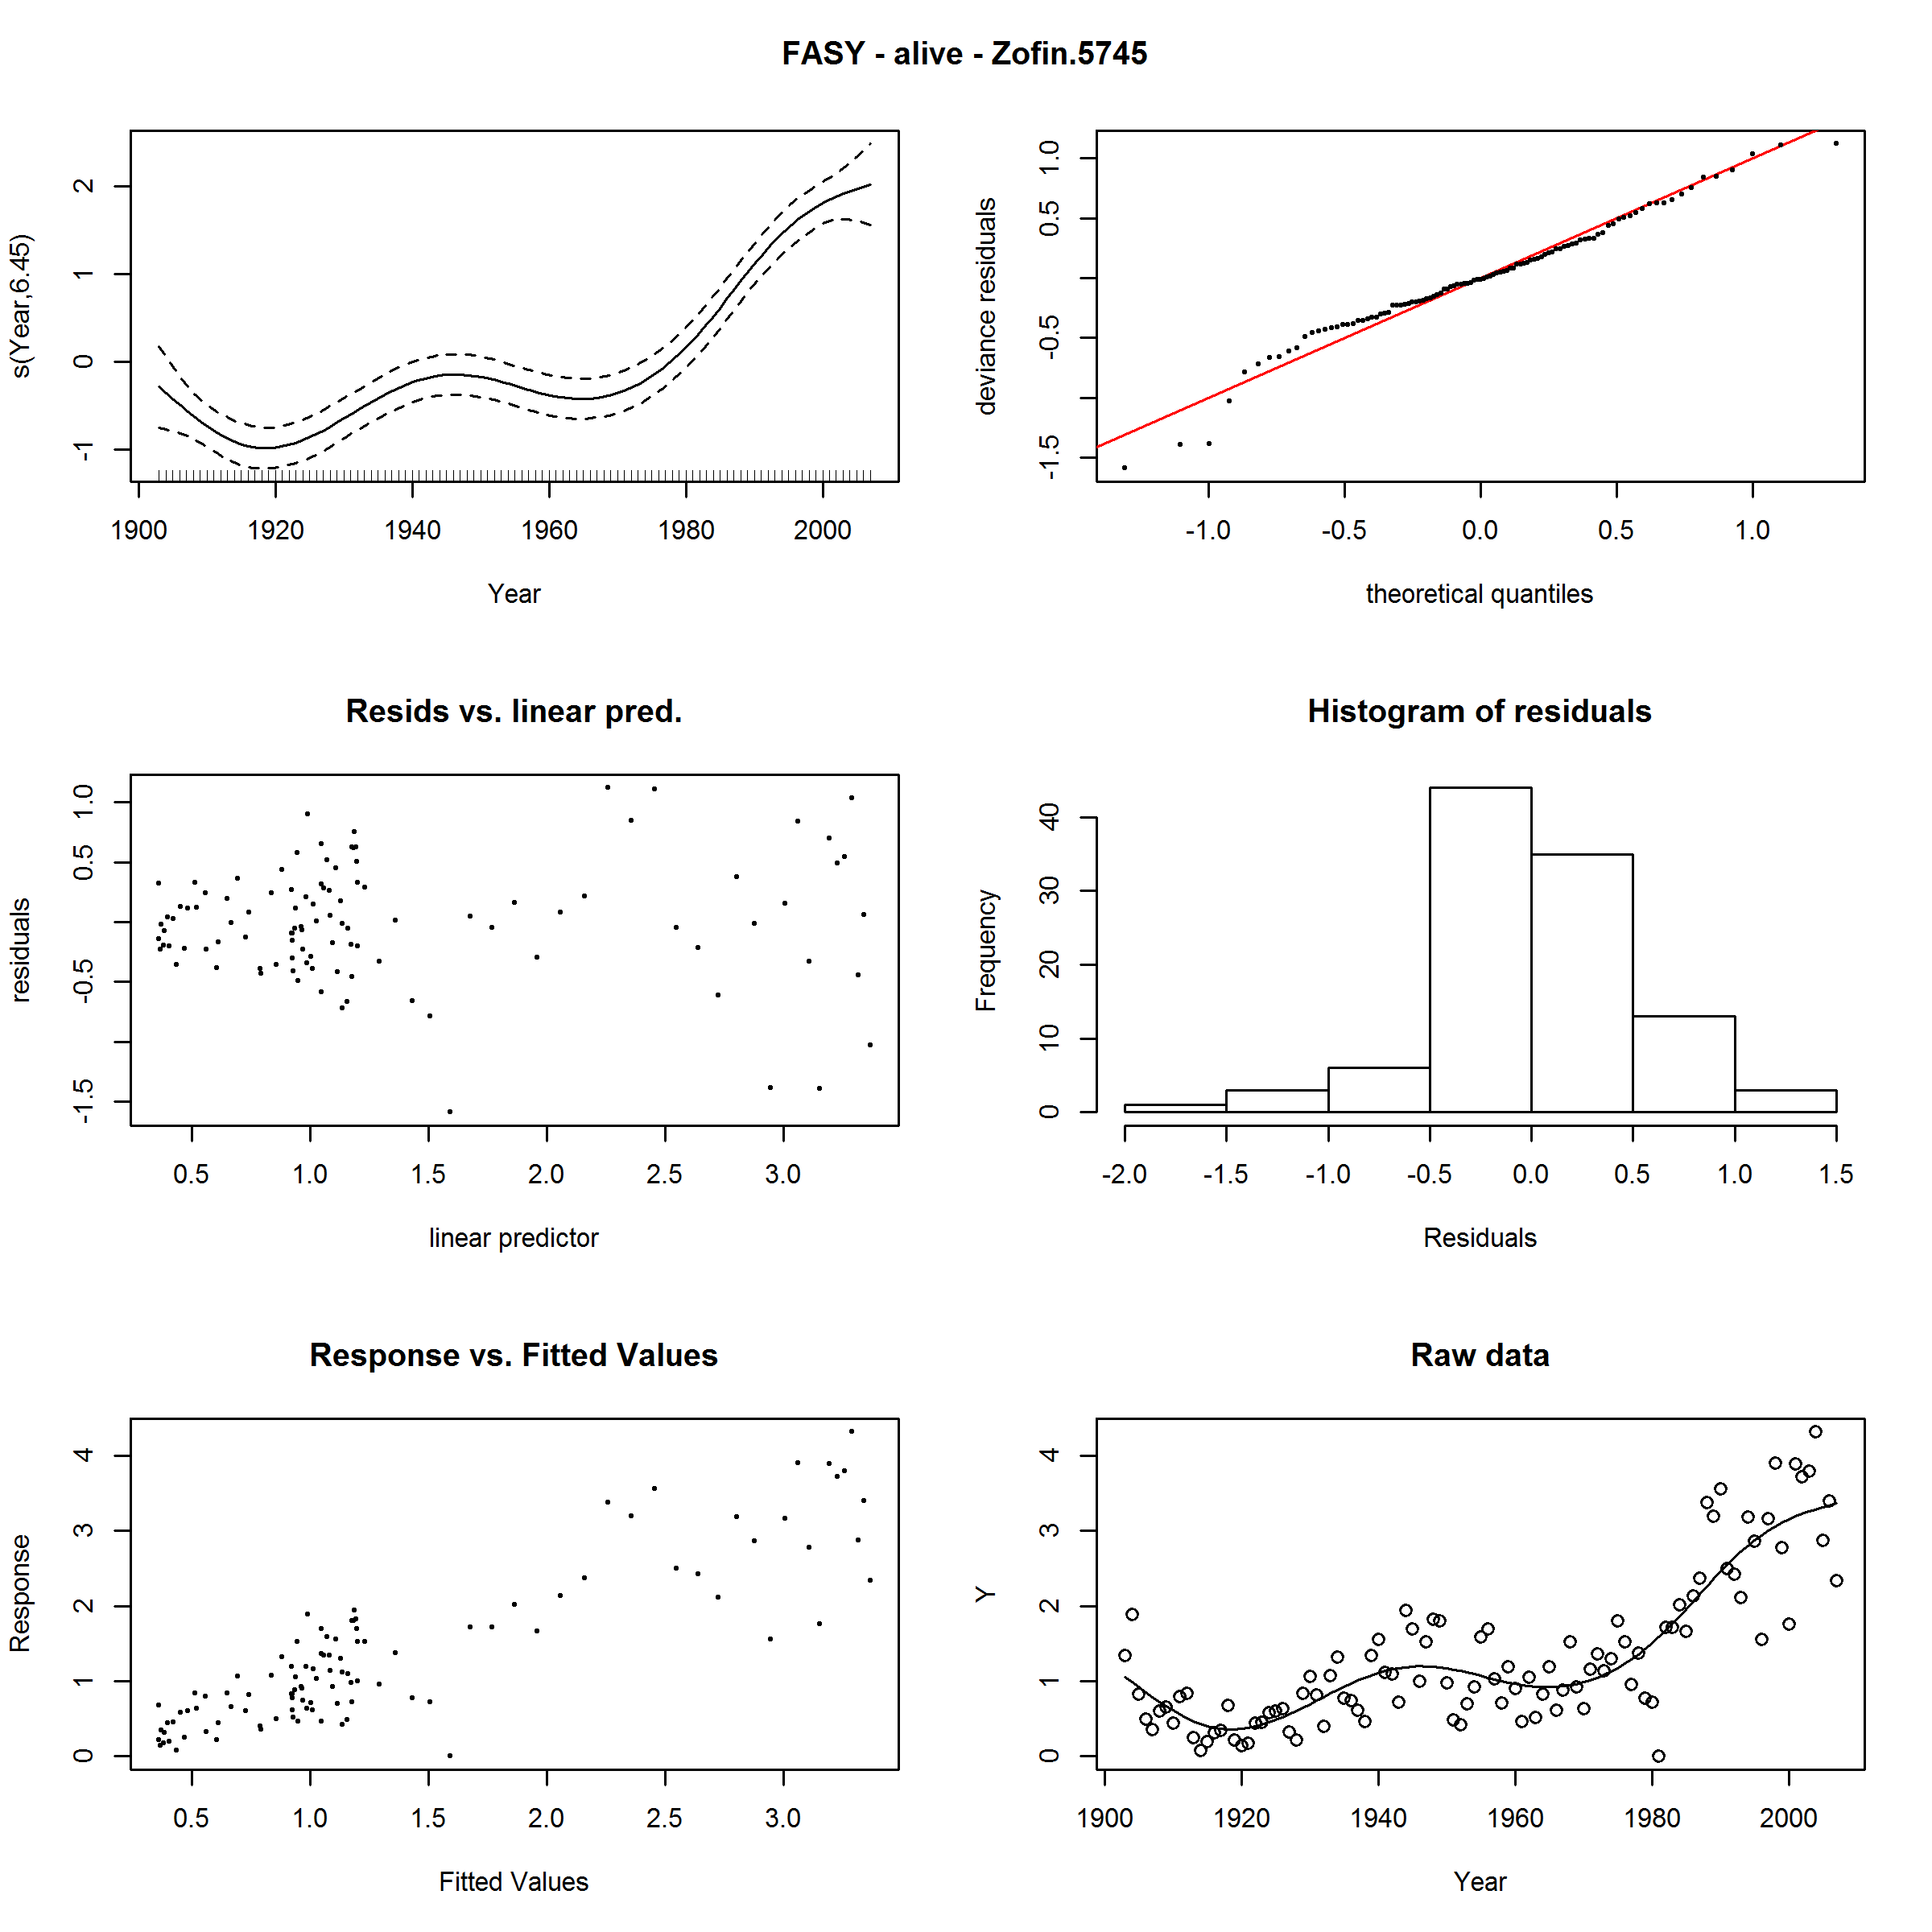 FASY - alive - Zofin.5745
s(Year,6.45)
2
1
0
-1
1900 1920 1940 1960 1980 2000
Year
deviance residuals
1.0
0.5
-0.5
-1.5
-1.0 -0.5 0.0 0.5 1.0
theoretical quantiles
Resids vs. linear pred.
residuals
1.0
0.5
-0.5
-1.5
0.5 1.0 1.5 2.0 2.5 3.0
linear predictor
Histogram of residuals
Frequency
40
30
20
10
0
-2.0 -1.5 -1.0 -0.5 0.0 0.5 1.0 1.5
Residuals
Response vs. Fitted Values
Response
4
3
2
1
0
0.5 1.0 1.5 2.0 2.5 3.0
Fitted Values
Raw data
Y
4
3
2
1
0
1900 1920 1940 1960 1980 2000
Year